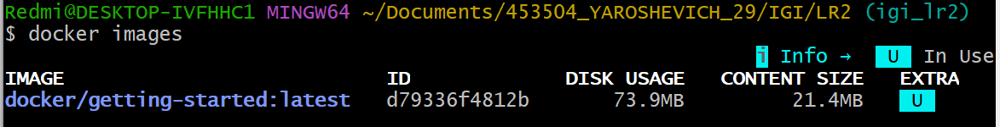 Redmi@DESKTOP-IVFHHC1 MINGW64 ~/Documents/453504_YAROSHEVICH_29/IGI/LR2 (igi_lr2)
$ docker images
i Info → U In Use
IMAGE ID DISK USAGE CONTENT SIZE EXTRA
docker/getting-started:latest d79336f4812b 73.9MB 21.4MB U